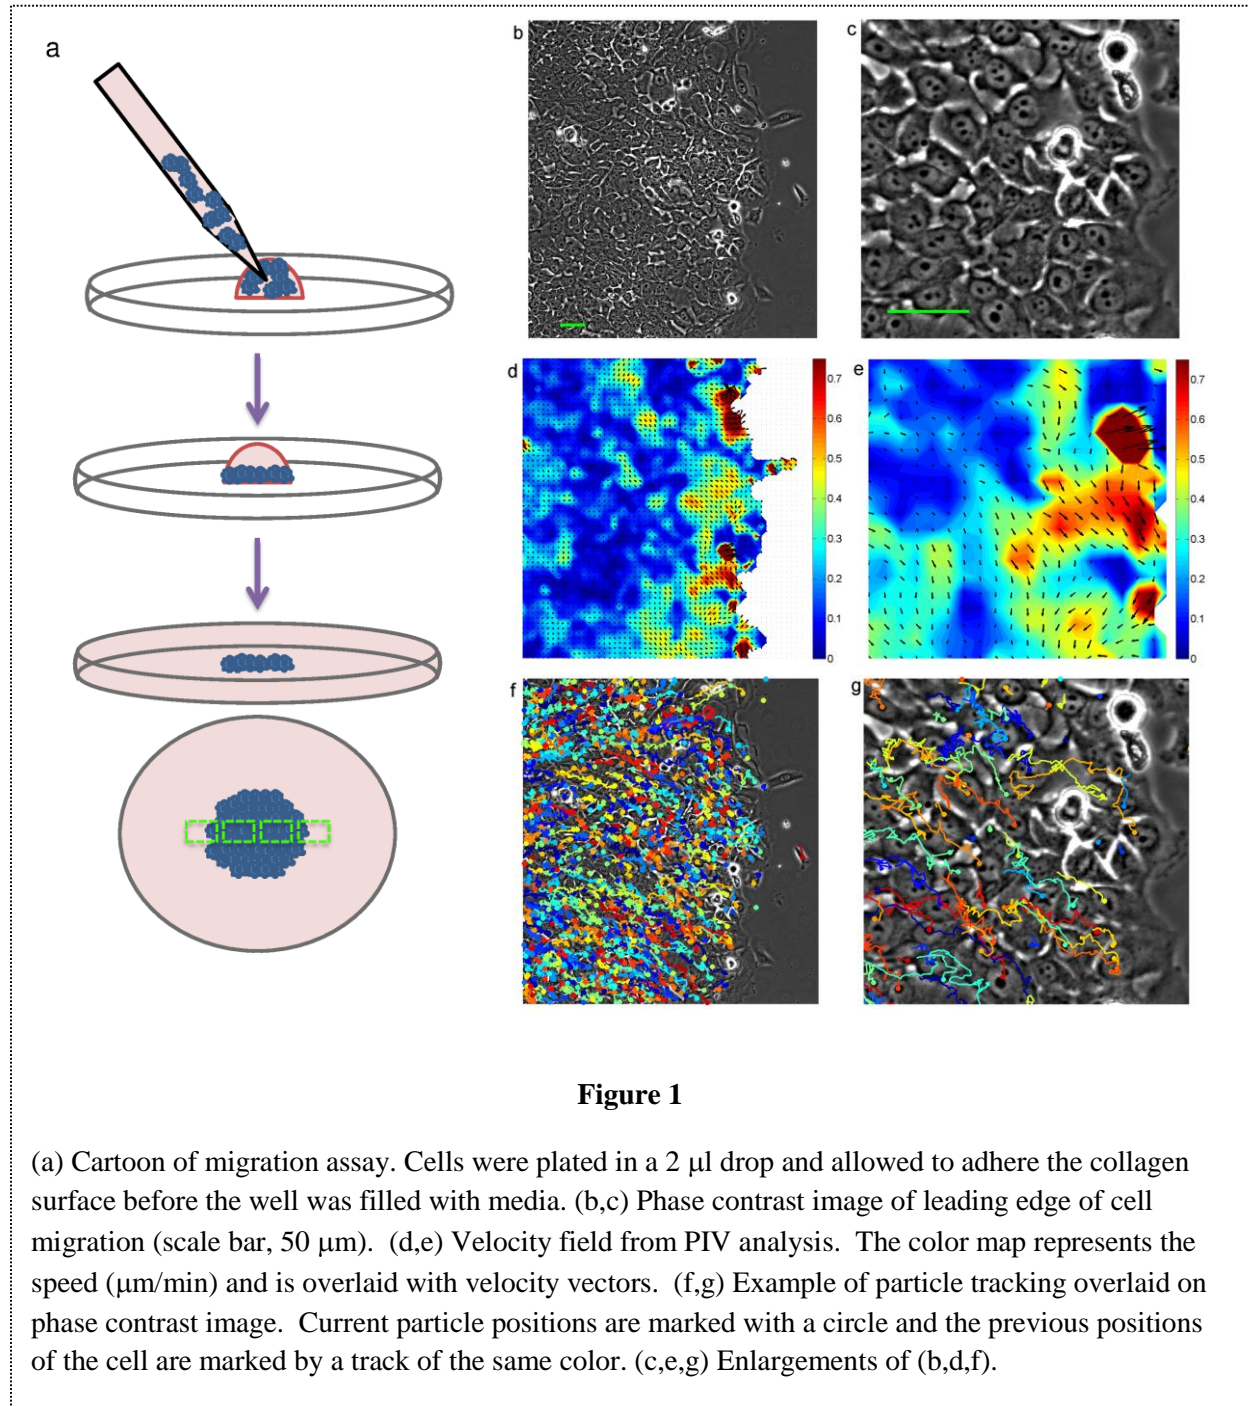 a
b
c
d
0.7
0.6
0.5
0.4
0.3
0.2
0.1
0
e
0.7
0.6
0.5
0.4
0.3
0.2
0.1
0
f
g
Figure 1
(a) Cartoon of migration assay. Cells were plated in a 2 μl drop and allowed to adhere the collagen
surface before the well was filled with media. (b,c) Phase contrast image of leading edge of cell
migration (scale bar, 50 μm). (d,e) Velocity field from PIV analysis. The color map represents the
speed (μm/min) and is overlaid with velocity vectors. (f,g) Example of particle tracking overlaid on
phase contrast image. Current particle positions are marked with a circle and the previous positions
of the cell are marked by a track of the same color. (c,e,g) Enlargements of (b,d,f).